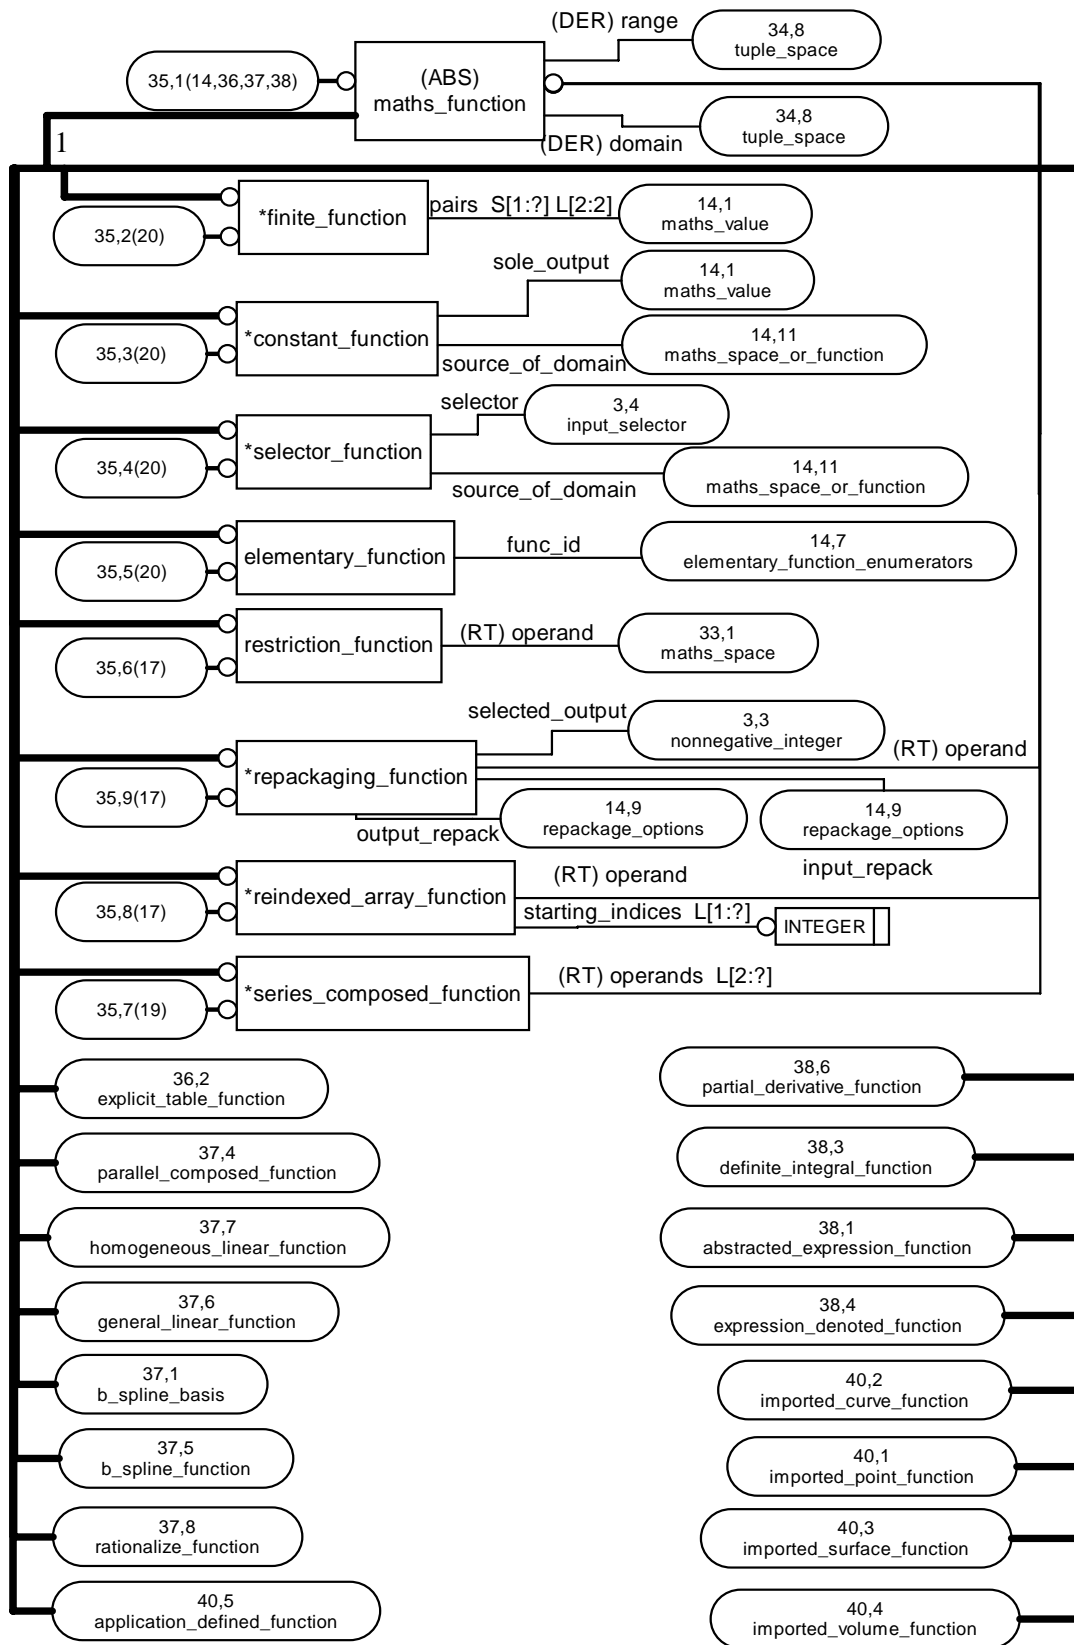 (DER) range
34,8
tuple_space
35,1(14,36,37,38)
(ABS)
maths_function
34,8
tuple_space
(DER) domain
1
*finite_function
pairs S[1:?] L[2:2]
14,1
maths_value
35,2(20)
sole_output
14,1
maths_value
*constant_function
35,3(20)
source_of_domain
14,11
maths_space_or_function
selector
3,4
input_selector
*selector_function
35,4(20)
source_of_domain
14,11
maths_space_or_function
elementary_function
func_id
14,7
elementary_function_enumerators
35,5(20)
restriction_function
(RT) operand
33,1
maths_space
35,6(17)
selected_output
3,3
nonnegative_integer
(RT) operand
*repackaging_function
35,9(17)
output_repack
14,9
repackage_options
14,9
repackage_options
input_repack
*reindexed_array_function
(RT) operand
35,8(17)
starting_indices L[1:?]
INTEGER
*series_composed_function
(RT) operands L[2:?]
35,7(19)
36,2
explicit_table_function
38,6
partial_derivative_function
37,4
parallel_composed_function
38,3
definite_integral_function
37,7
homogeneous_linear_function
38,1
abstracted_expression_function
37,6
general_linear_function
38,4
expression_denoted_function
37,1
b_spline_basis
40,2
imported_curve_function
37,5
b_spline_function
40,1
imported_point_function
37,8
rationalize_function
40,3
imported_surface_function
40,5
application_defined_function
40,4
imported_volume_function